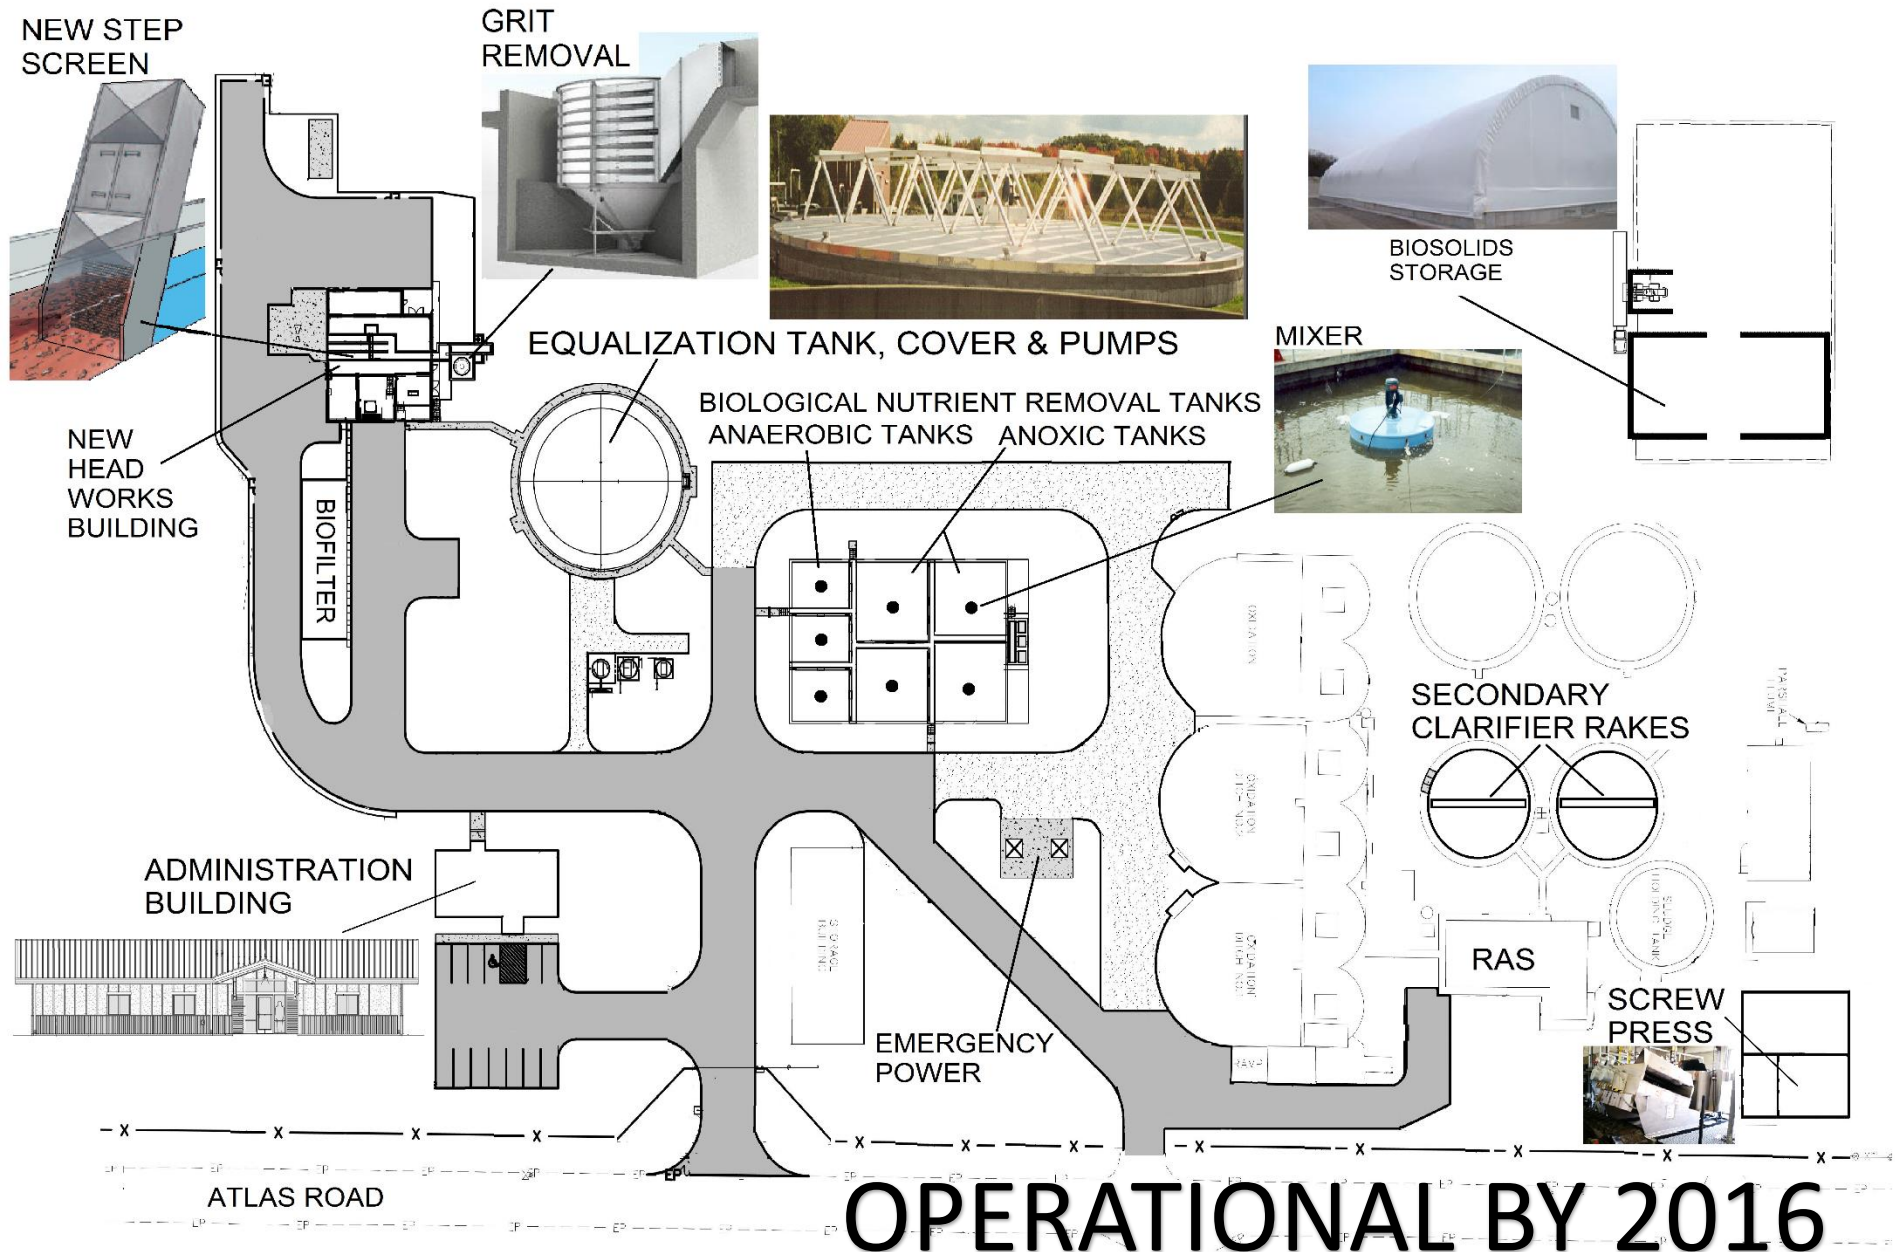 NEW STEP
SCREEN
GRIT
REMOVAL
BIOSOLIDS
STORAGE
EQUALIZATION TANK, COVER & PUMPS
MIXER
BIOLOGICAL NUTRIENT REMOVAL TANKS
ANAEROBIC TANKS
ANOXIC TANKS
NEW
HEAD
WORKS
BUILDING
BIOFILTER
SECONDARY
CLARIFIER RAKES
ADMINISTRATION
BUILDING
RAS
SCREW
PRESS
EMERGENCY
POWER
ATLAS ROAD
OPERATIONAL BY 2016